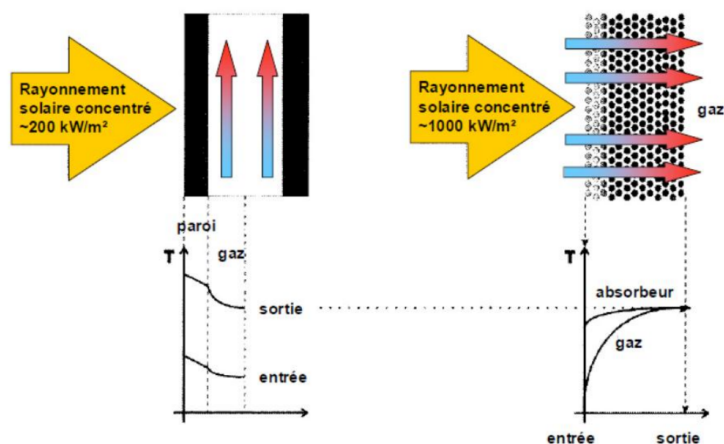 Rayonnement
solaire concentré
~200 kW/m²
Rayonnement
solaire concentré
~1000 kW/m²
gaz
paroi
T
gaz
sortie
entrée
T
absorbeur
gaz
entrée
sortie